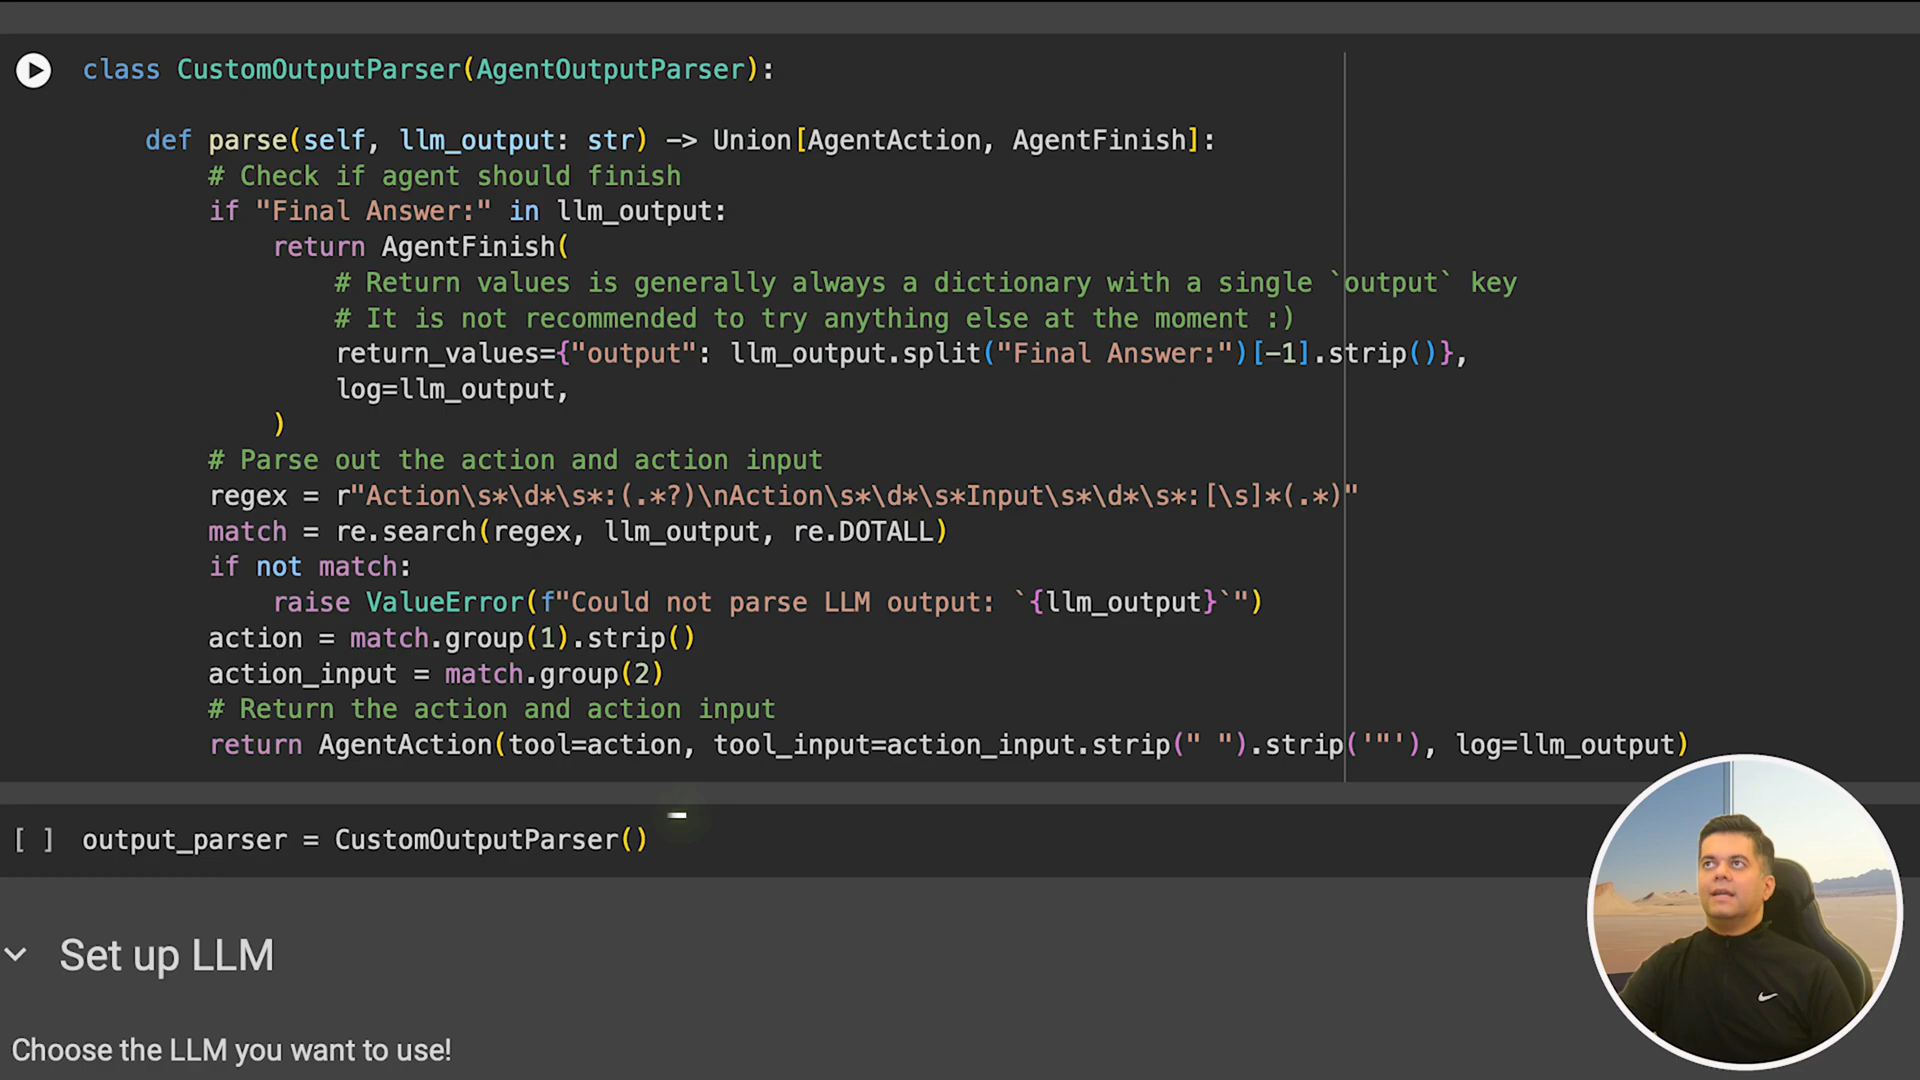 class CustomOutputParser(AgentOutputParser):
def parse(self, llm_output: str) -> Union[AgentAction, AgentFinish]:
# Check if agent should finish
if "Final Answer:" in llm_output:
return AgentFinish(
# Return values is generally always a dictionary with a single `output` key
# It is not recommended to try anything else at the moment :)
return_values={"output": llm_output.split("Final Answer:")[-1].strip()},
log=llm_output,
)
# Parse out the action and action input
regex = r"Action\s*\d*\s*:(.*?)\nAction\s*\d*\s*Input\s*\d*\s*:[\s]*(.*)"
match = re.search(regex, llm_output, re.DOTALL)
if not match:
raise ValueError(f"Could not parse LLM output: `{llm_output}`")
action = match.group(1).strip()
action_input = match.group(2)
# Return the action and action input
return AgentAction(tool=action, tool_input=action_input.strip(" ").strip('"'), log=llm_output)
[ ] output_parser = CustomOutputParser()
Set up LLM
Choose the LLM you want to use!